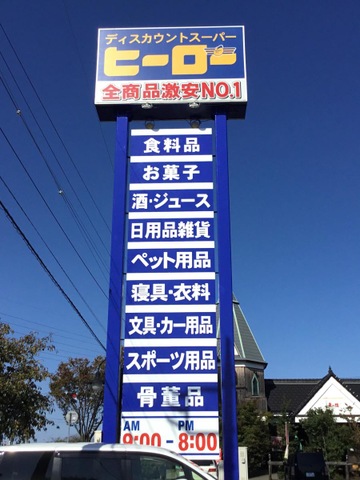 ディスカウントスーパー
ヒーロー
全商品激安NO.1
食料品
お菓子
酒・ジュース
日用品雑貨
ペット用品
寝具・衣料
文具・カー用品
スポーツ用品
骨董品
AM PM
9:00-8:00